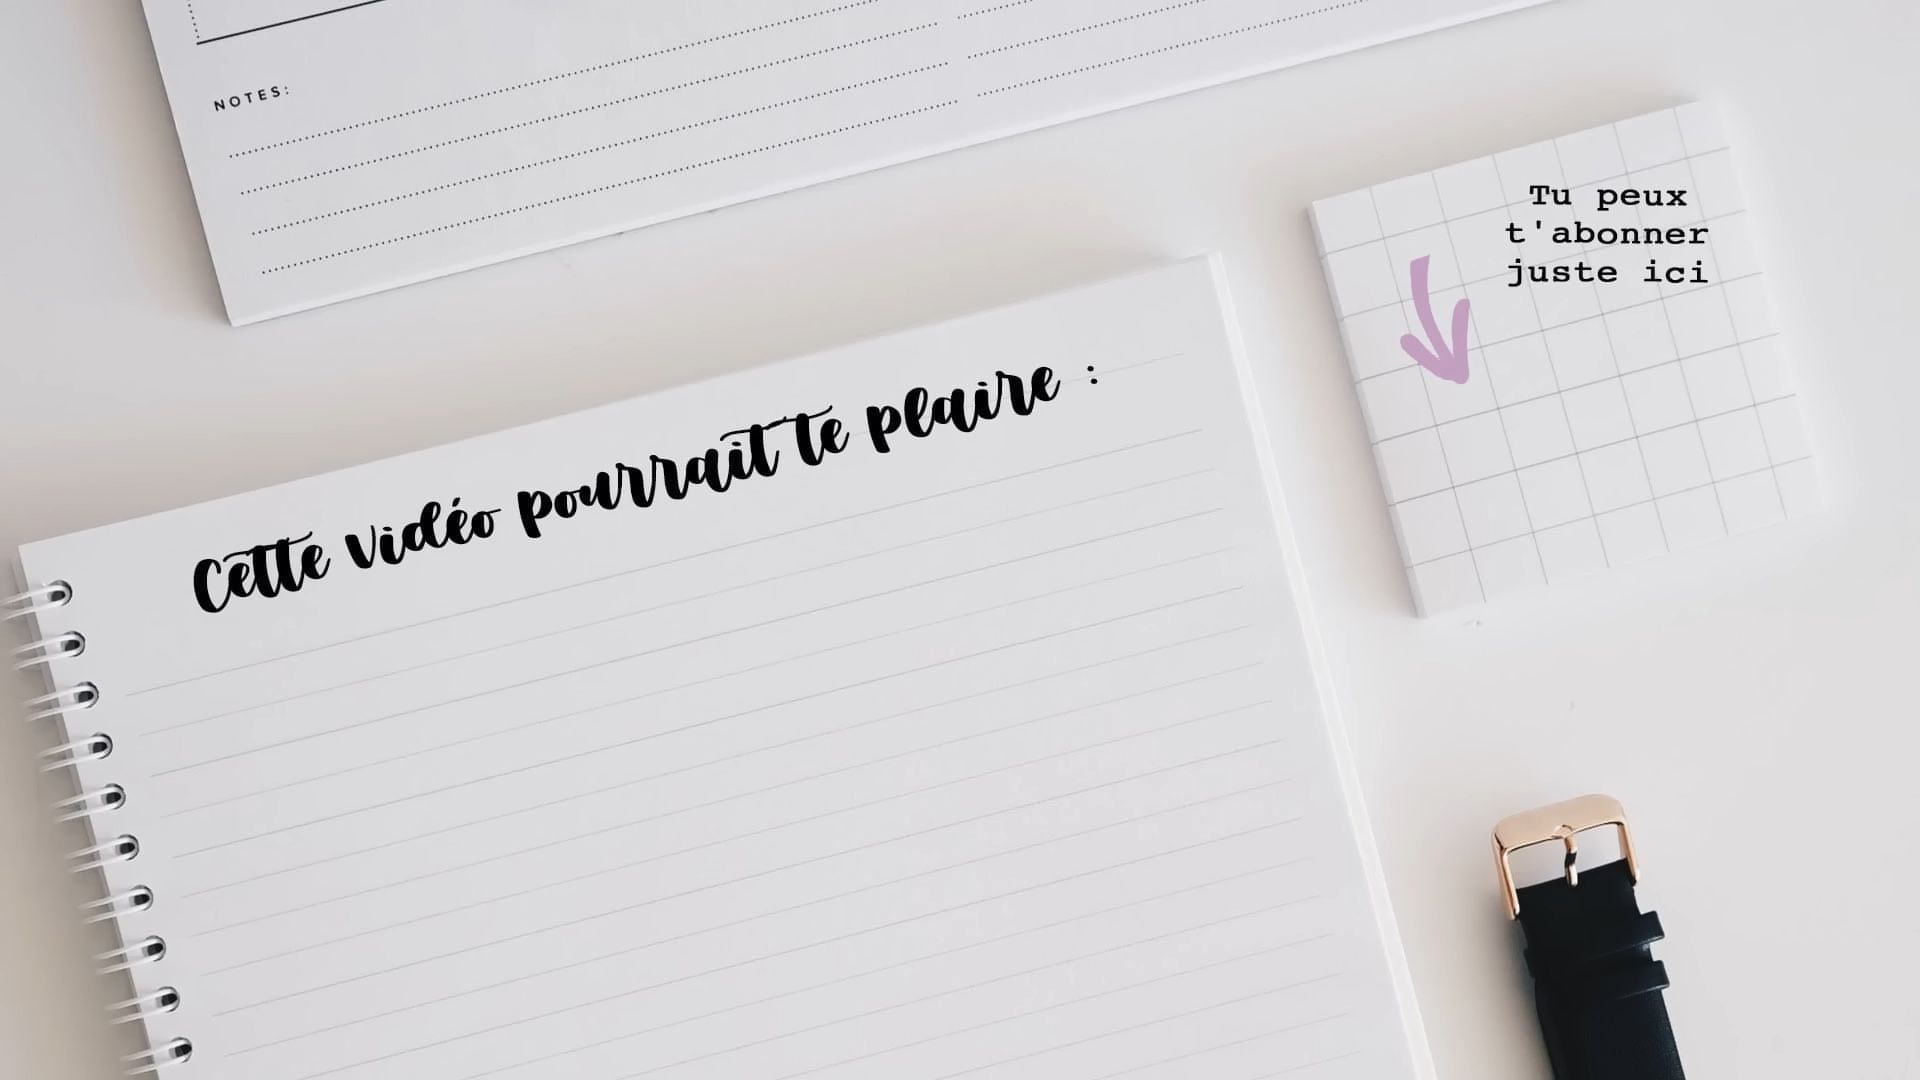 NOTES:
Tu peux
t'abonner
juste ici
Cette vidéo pourrait te plaire :